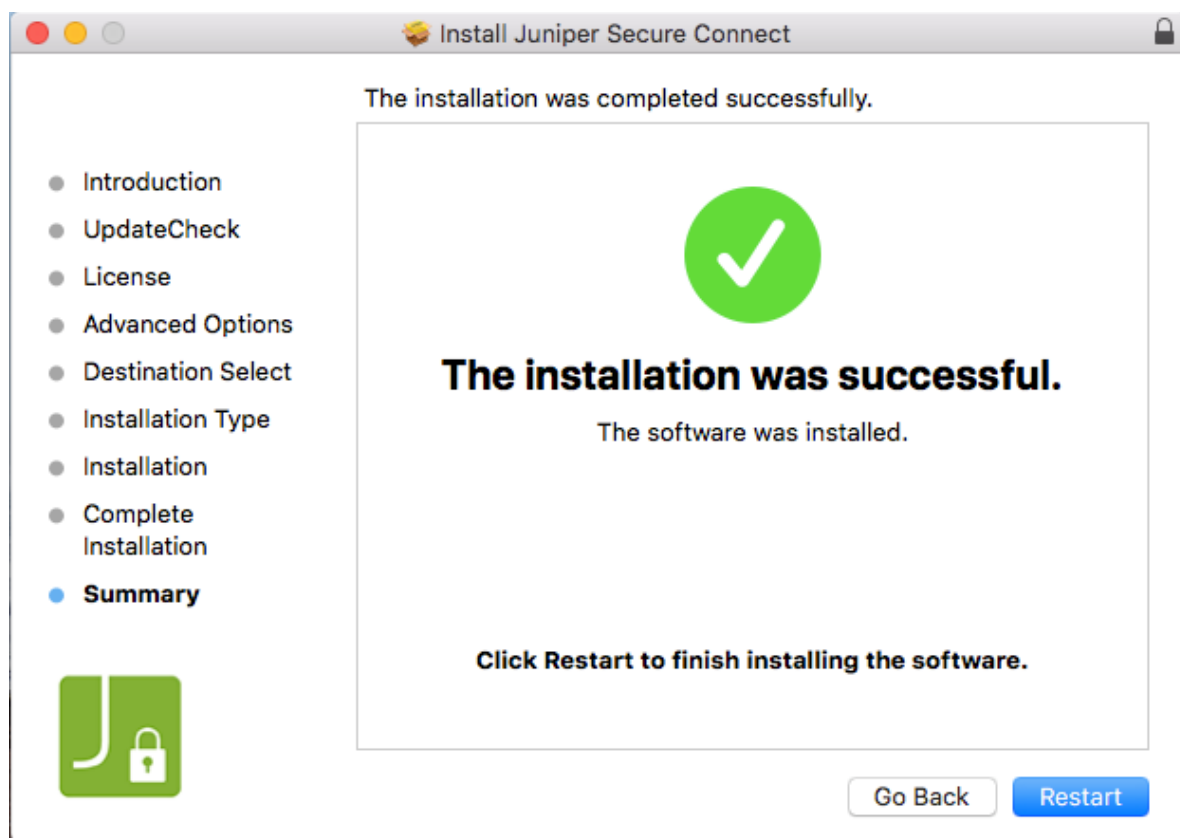 Install Juniper Secure Connect
The installation was completed successfully.
Introduction
UpdateCheck
License
Advanced Options
Destination Select
Installation Type
Installation
Complete
Installation
Summary
The installation was successful.
The software was installed.
Click Restart to finish installing the software.
J
Go Back
Restart